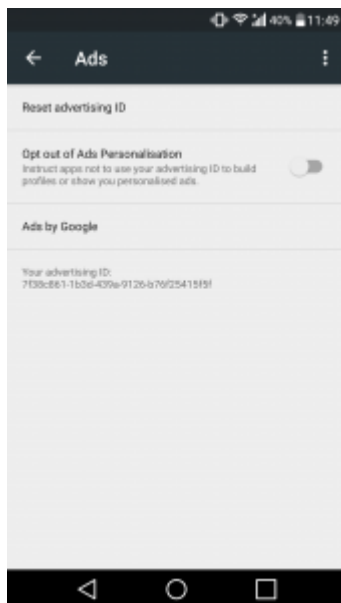 40% 11:49
Ads
Reset advertising ID
Opt out of Ads Personalisation
Instruct apps not to use your advertising ID to build
profiles or show you personalised ads.
Ads by Google
Your advertising ID: